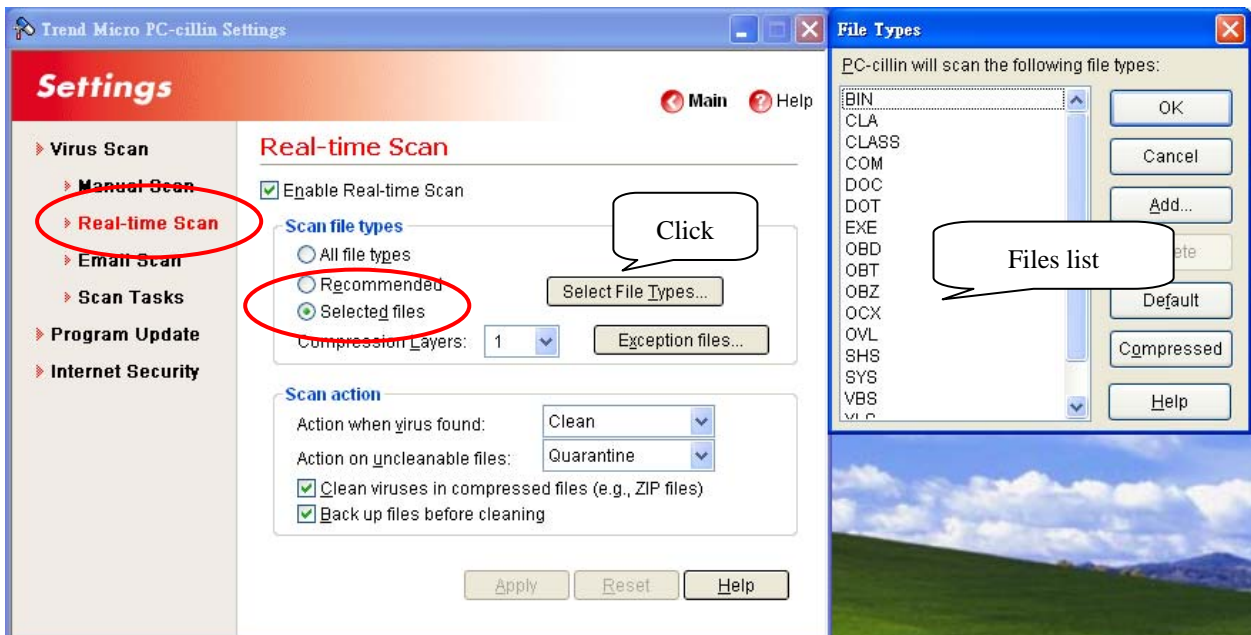 Trend Micro PC-cillin Settings
Settings
Main
Help
Virus Scan
Manual Scan
Real-time Scan
Email Scan
Scan Tasks
Program Update
Internet Security
Real-time Scan
Enable Real-time Scan
Scan file types
All file types
Recommended
Selected files
Click
Select File Types...
Compression Layers: 1
Exception files...
Scan action
Action when virus found: Clean
Action on uncleanable files: Quarantine
Clean viruses in compressed files (e.g., ZIP files)
Back up files before cleaning
Apply
Reset
Help
File Types
PC-cillin will scan the following file types:
BIN
CLA
CLASS
COM
DOC
DOT
EXE
OBD
OBT
OBZ
OCX
OVL
SHS
SYS
VBS
Files list
OK
Cancel
Add...
Default
Compressed
Help